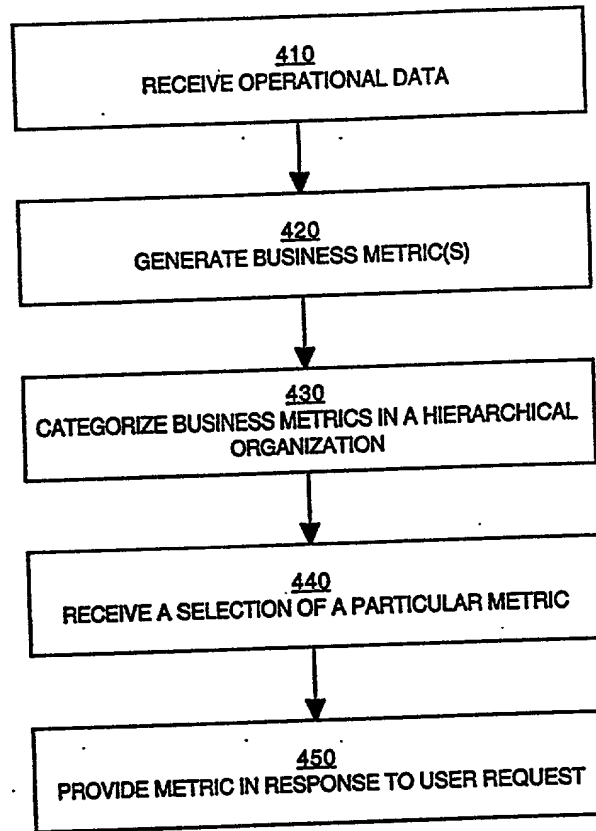 410
RECEIVE OPERATIONAL DATA
420
GENERATE BUSINESS METRIC(S)
430
CATEGORIZE BUSINESS METRICS IN A HIERARCHICAL
ORGANIZATION
440
RECEIVE A SELECTION OF A PARTICULAR METRIC
450
PROVIDE METRIC IN RESPONSE TO USER REQUEST